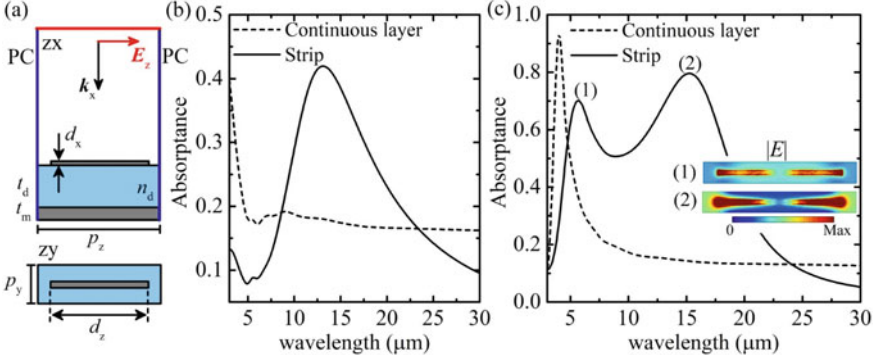 (a)
zx
PC
PC
E_z
k_x
d_x
t_d
n_d
t_m
p_z
zy
p_y
d_z
(b)
Continuous layer
Strip
Absorptance
0.5
0.4
0.3
0.2
0.1
5 10 15 20 25 30
wavelength (μm)
(c)
Continuous layer
Strip
(1)
(2)
Absorptance
1.0
0.8
0.6
0.4
0.2
0.0
|E|
(1)
(2)
0 Max
5 10 15 20 25 30
wavelength (μm)